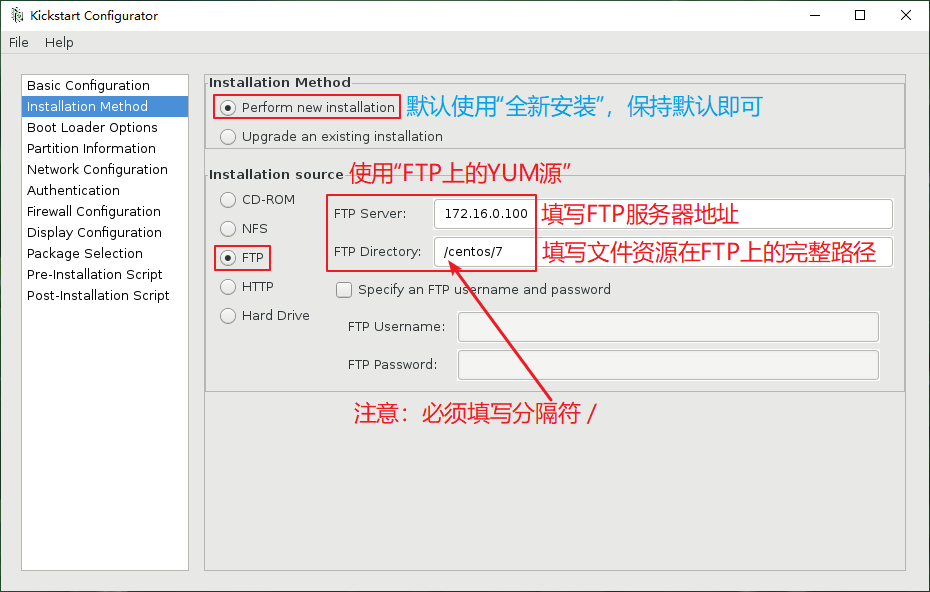 Kickstart Configurator
File Help
Basic Configuration
Installation Method
Boot Loader Options
Partition Information
Network Configuration
Authentication
Firewall Configuration
Display Configuration
Package Selection
Pre-Installation Script
Post-Installation Script
Installation Method
Perform new installation 默认使用“全新安装”，保持默认即可
Upgrade an existing installation
Installation source 使用“FTP上的YUM源”
CD-ROM
NFS
FTP
HTTP
Hard Drive
FTP Server: 172.16.0.100 填写FTP服务器地址
FTP Directory: /centos/7 填写文件资源在FTP上的完整路径
Specify an FTP username and password
FTP Username:
FTP Password:
注意：必须填写分隔符 /